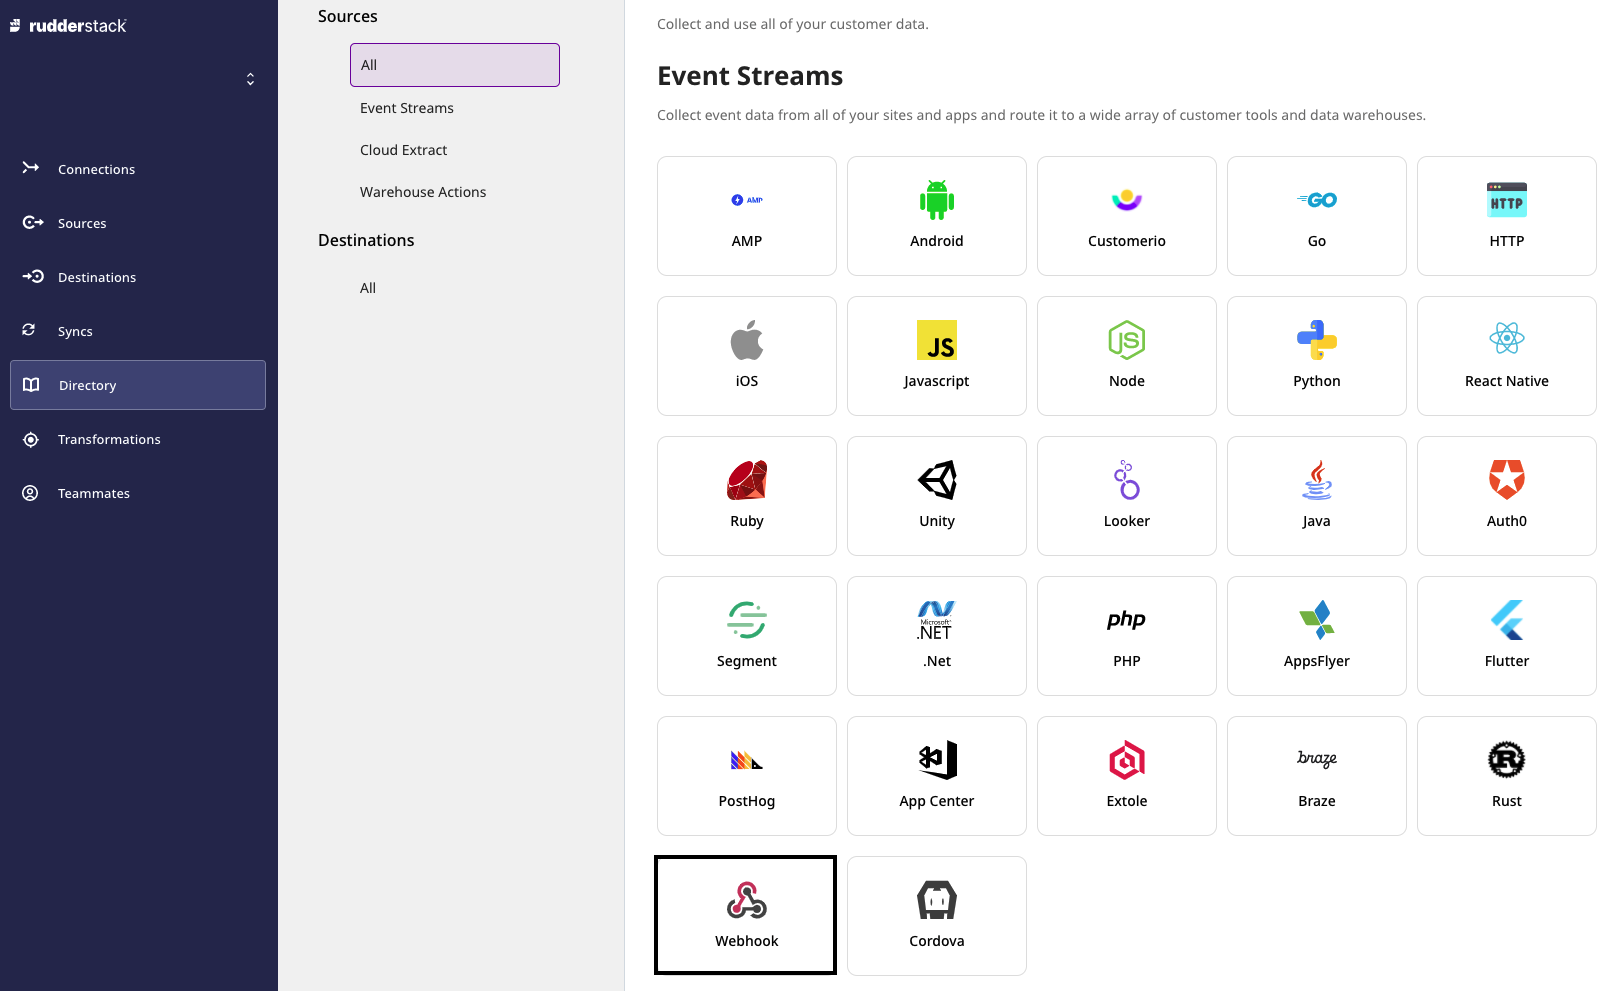 rudderstack
Connections
Sources
Destinations
Syncs
Directory
Transformations
Teammates
Sources
All
Event Streams
Cloud Extract
Warehouse Actions
Destinations
All
Collect and use all of your customer data.
Event Streams
Collect event data from all of your sites and apps and route it to a wide array of customer tools and data warehouses.
AMP
AMP
Android
Customerio
GO
Go
HTTP
HTTP
iOS
JS
Javascript
JS
Node
Python
React Native
Ruby
Unity
Looker
Java
Auth0
Segment
Microsoft
.NET
.Net
php
PHP
AppsFlyer
Flutter
PostHog
App Center
Extole
braze
Braze
R
Rust
Webhook
Cordova